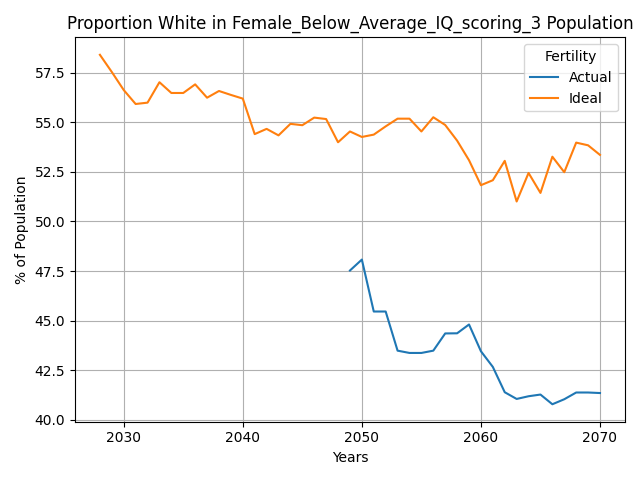 Proportion White in Female_Below_Average_IQ_scoring_3 Population
Fertility
Actual
Ideal
% of Population
57.5
55.0
52.5
50.0
47.5
45.0
42.5
40.0
2030 2040 2050 2060 2070
Years